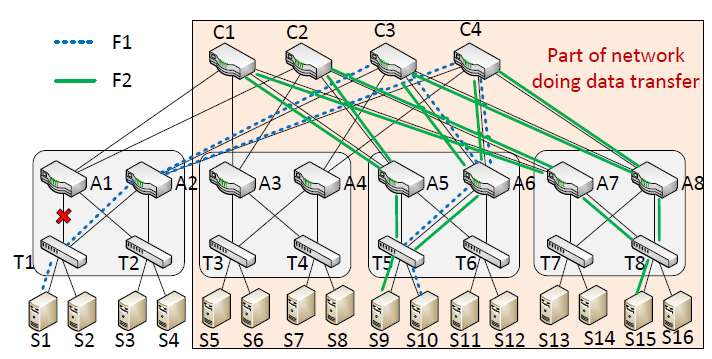 C1 C2 C3 C4
F1
F2
Part of network
doing data transfer
A1 A2 A3 A4 A5 A6 A7 A8
T1 T2 T3 T4 T5 T6 T7 T8
S1 S2 S3 S4 S5 S6 S7 S8 S9 S10 S11 S12 S13 S14 S15 S16